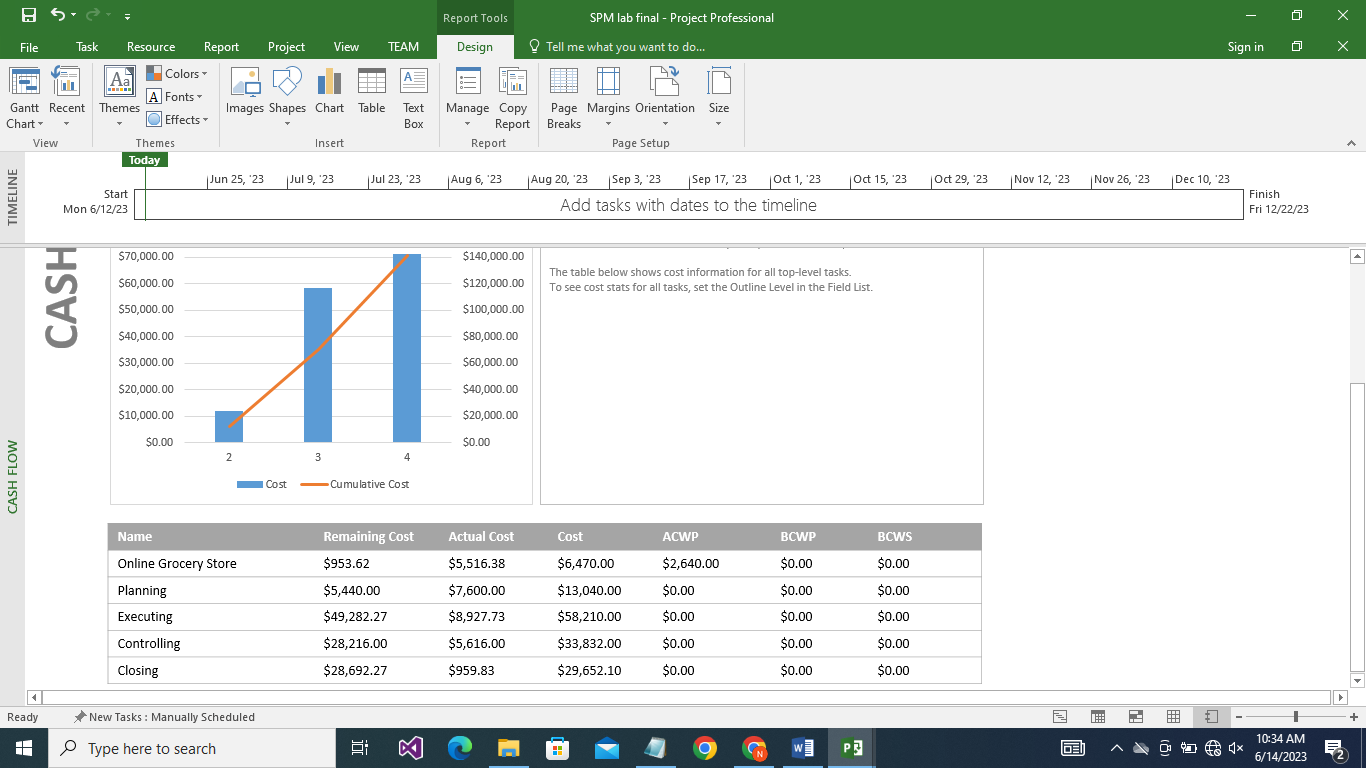 Report Tools
SPM lab final - Project Professional
File Task Resource Report Project View TEAM Design Tell me what you want to do... Sign in
Gantt Chart Recent Themes Colors Fonts Effects Images Shapes Chart Table Text Box Manage Copy Report Page Breaks Margins Orientation Size
View Themes Insert Report Page Setup
TIMELINE
Today
Jun 25, '23 Jul 9, '23 Jul 23, '23 Aug 6, '23 Aug 20, '23 Sep 3, '23 Sep 17, '23 Oct 1, '23 Oct 15, '23 Oct 29, '23 Nov 12, '23 Nov 26, '23 Dec 10, '23
Start
Mon 6/12/23
Add tasks with dates to the timeline
Finish
Fri 12/22/23
CASH FLOW
CASH
$70,000.00 $140,000.00
$60,000.00 $120,000.00
$50,000.00 $100,000.00
$40,000.00 $80,000.00
$30,000.00 $60,000.00
$20,000.00 $40,000.00
$10,000.00 $20,000.00
$0.00 $0.00
2 3 4
Cost Cumulative Cost
The table below shows cost information for all top-level tasks.
To see cost stats for all tasks, set the Outline Level in the Field List.
Name Remaining Cost Actual Cost Cost ACWP BCWP BCWS
Online Grocery Store $953.62 $5,516.38 $6,470.00 $2,640.00 $0.00 $0.00
Planning $5,440.00 $7,600.00 $13,040.00 $0.00 $0.00 $0.00
Executing $49,282.27 $8,927.73 $58,210.00 $0.00 $0.00 $0.00
Controlling $28,216.00 $5,616.00 $33,832.00 $0.00 $0.00 $0.00
Closing $28,692.27 $959.83 $29,652.10 $0.00 $0.00 $0.00
Ready New Tasks : Manually Scheduled
Type here to search
10:34 AM
6/14/2023
2